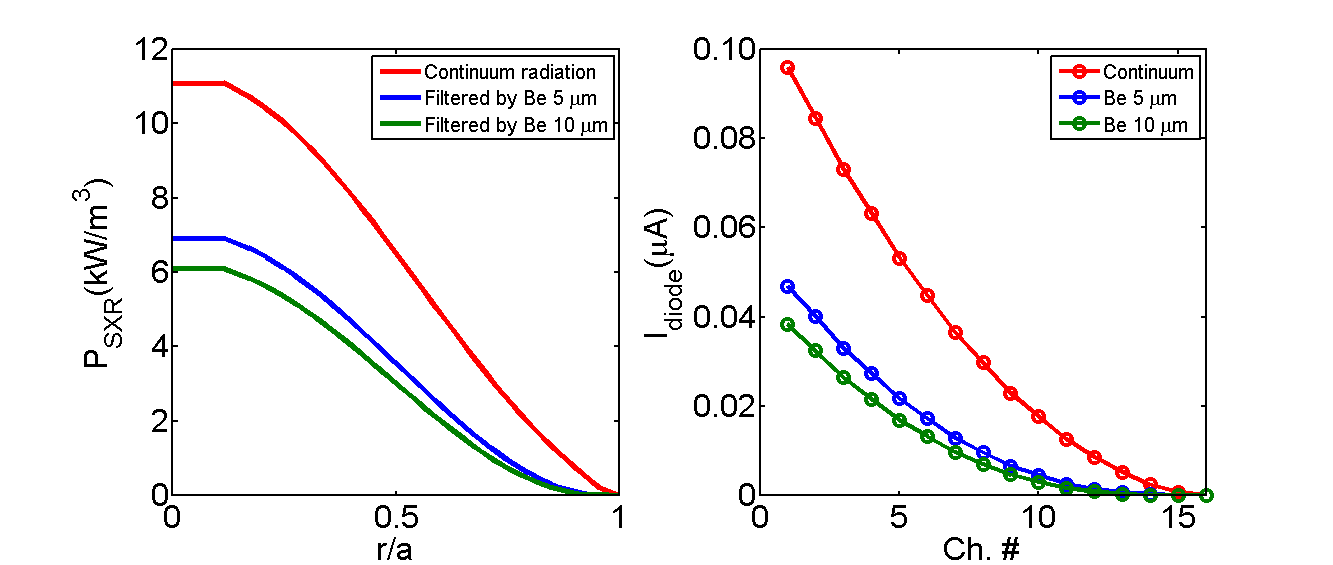 P_SXR(kW/m^3)
12
10
8
6
4
2
0
0
0.5
1
r/a
Continuum radiation
Filtered by Be 5 μm
Filtered by Be 10 μm
I_diode(μA)
0.10
0.08
0.06
0.04
0.02
0
0
5
10
15
Ch. #
Continuum
Be 5 μm
Be 10 μm